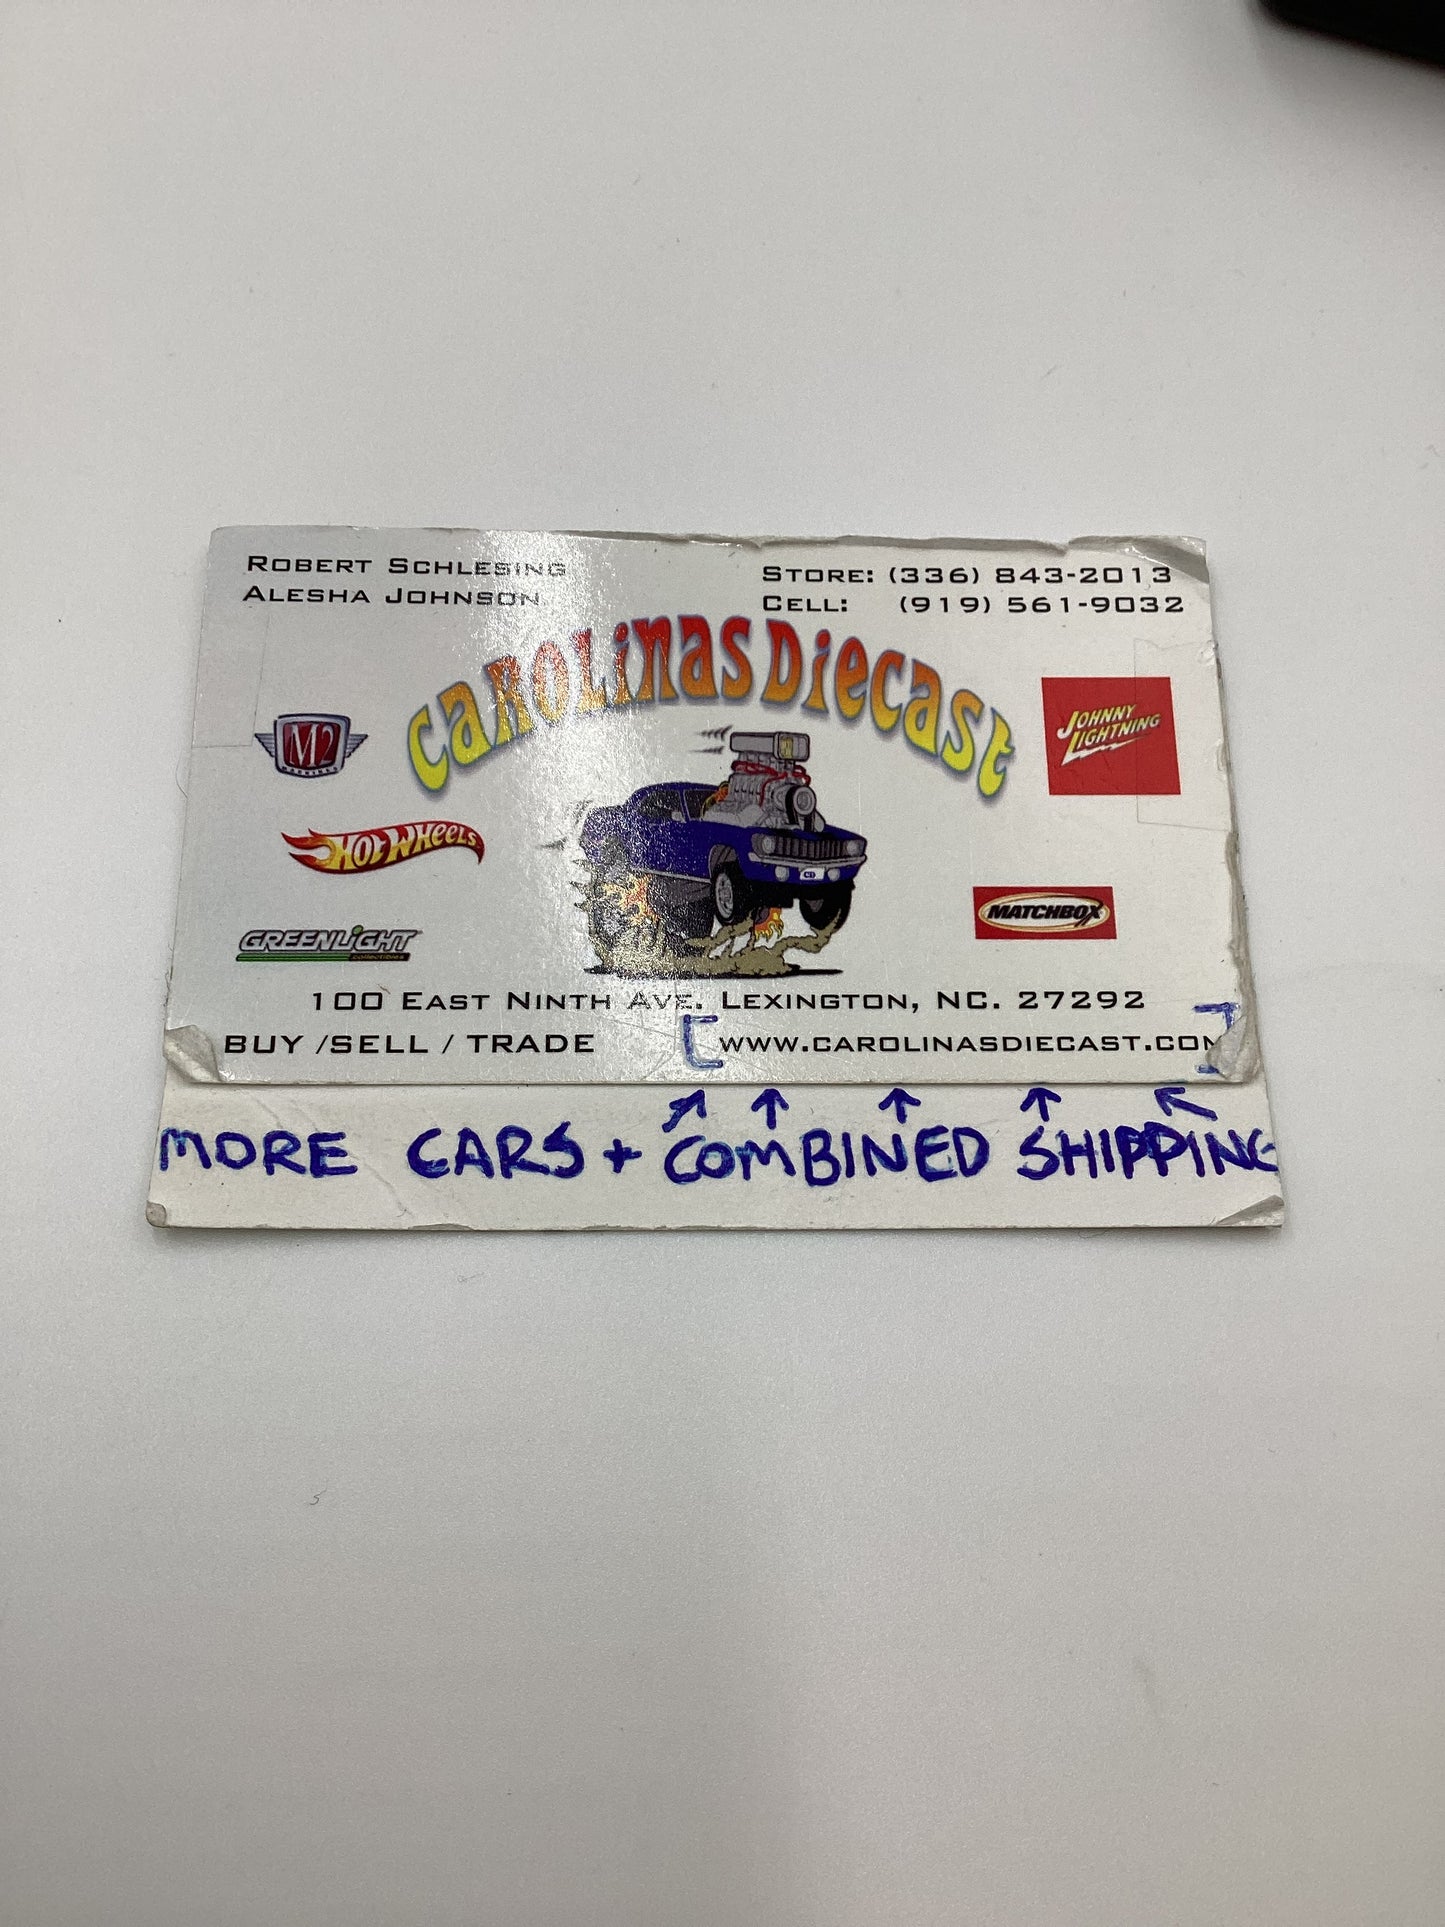 ROBERT SCHLESING
ALESHA JOHNSON
STORE: (336) 843-2013
CELL: (919) 561-9032
CAROLINAS DIECAST
M2
MACHINES
JOHNNY
LIGHTNING
HOT WHEELS
MATCHBOX
GREENLIGHT
collectibles
100 EAST NINTH AVE. LEXINGTON, NC. 27292
BUY /SELL / TRADE [WWW.CAROLINASDIECAST.COM]
MORE CARS + COMBINED SHIPPING